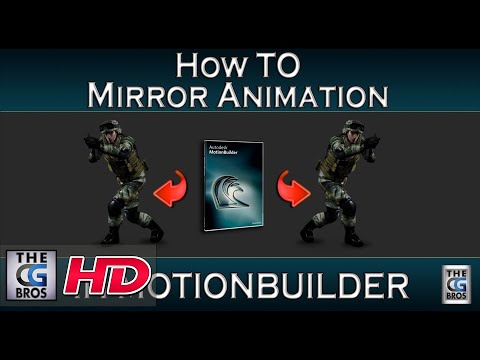 How TO
Mirror Animation
Autodesk
MotionBuilder
THE
CG
BROS
HD
MOTIONBUILDER
THE
CG
BROS